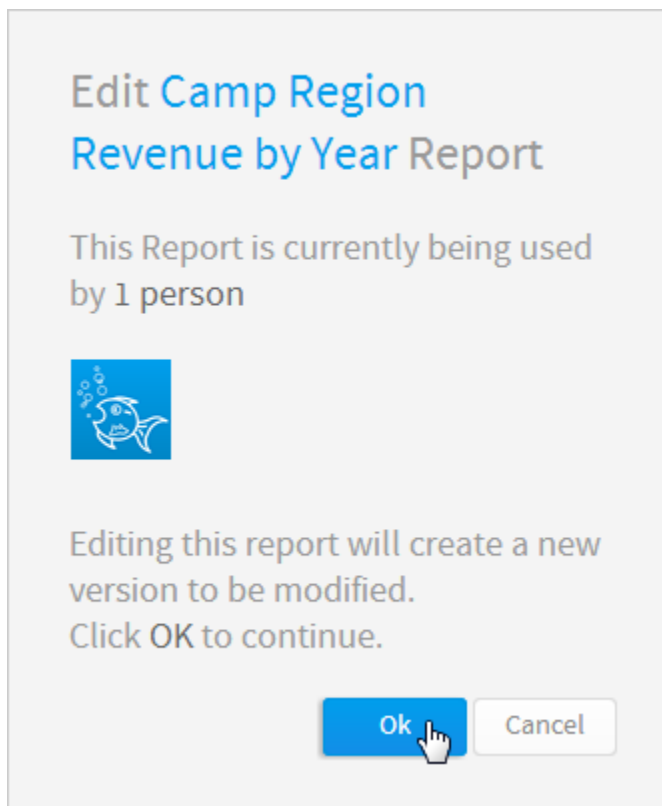 Edit Camp Region
Revenue by Year Report
This Report is currently being used
by 1 person
Editing this report will create a new
version to be modified.
Click OK to continue.
Ok Cancel